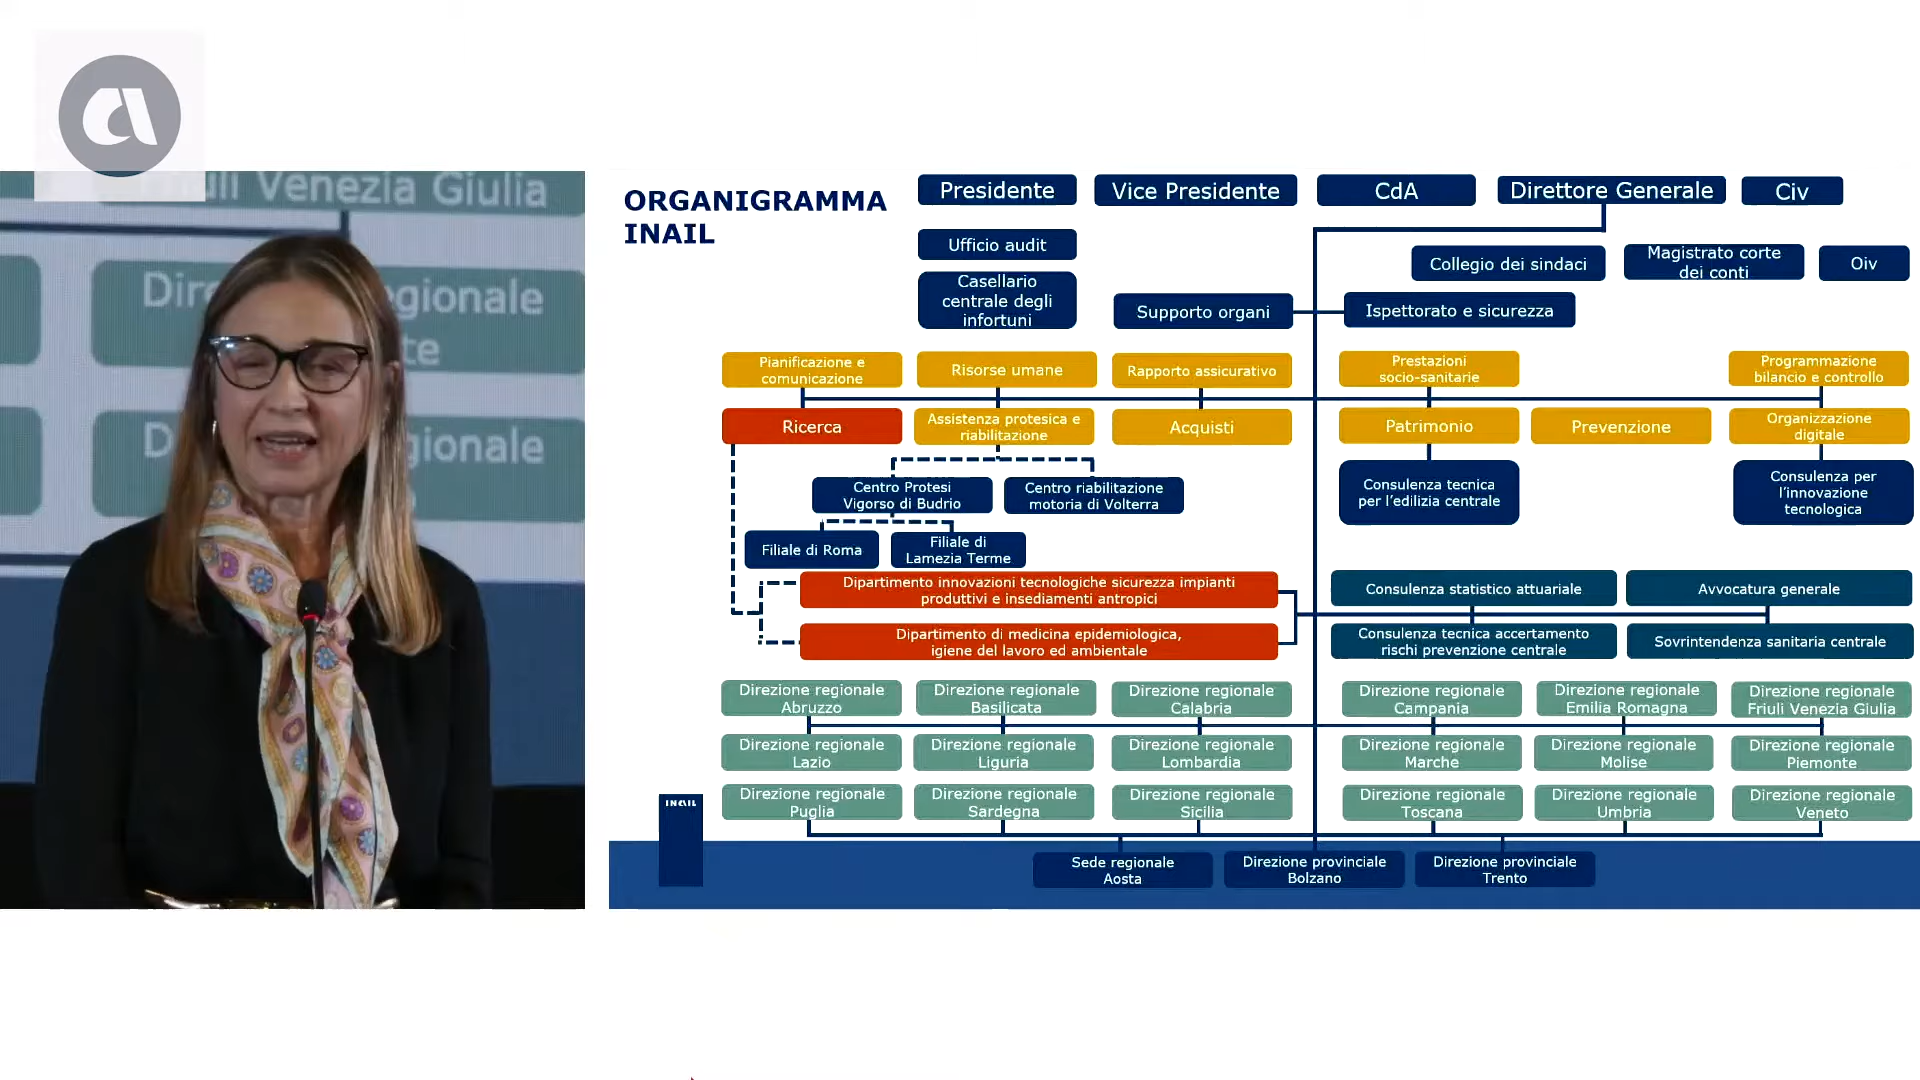 Friuli Venezia Giulia
ORGANIGRAMMA
INAIL
Presidente
Vice Presidente
CdA
Direttore Generale
Civ
Ufficio audit
Casellario
centrale degli
infortuni
Collegio dei sindaci
Magistrato corte
dei conti
Oiv
Supporto organi
Ispettorato e sicurezza
Pianificazione e
comunicazione
Risorse umane
Rapporto assicurativo
Prestazioni
socio-sanitarie
Programmazione
bilancio e controllo
Ricerca
Assistenza protesica e
riabilitazione
Acquisti
Patrimonio
Prevenzione
Organizzazione
digitale
Centro Protesi
Vigorso di Budrio
Centro riabilitazione
motoria di Volterra
Consulenza tecnica
per l'edilizia centrale
Consulenza per
l'innovazione
tecnologica
Filiale di Roma
Filiale di
Lamezia Terme
Dipartimento innovazioni tecnologiche sicurezza impianti
produttivi e insediamenti antropici
Consulenza statistico attuariale
Avvocatura generale
Dipartimento di medicina epidemiologica,
igiene del lavoro ed ambientale
Consulenza tecnica accertamento
rischi prevenzione centrale
Sovrintendenza sanitaria centrale
Direzione regionale
Abruzzo
Direzione regionale
Basilicata
Direzione regionale
Calabria
Direzione regionale
Campania
Direzione regionale
Emilia Romagna
Direzione regionale
Friuli Venezia Giulia
Direzione regionale
Lazio
Direzione regionale
Liguria
Direzione regionale
Lombardia
Direzione regionale
Marche
Direzione regionale
Molise
Direzione regionale
Piemonte
Direzione regionale
Puglia
Direzione regionale
Sardegna
Direzione regionale
Sicilia
Direzione regionale
Toscana
Direzione regionale
Umbria
Direzione regionale
Veneto
INAIL
Sede regionale
Aosta
Direzione provinciale
Bolzano
Direzione provinciale
Trento